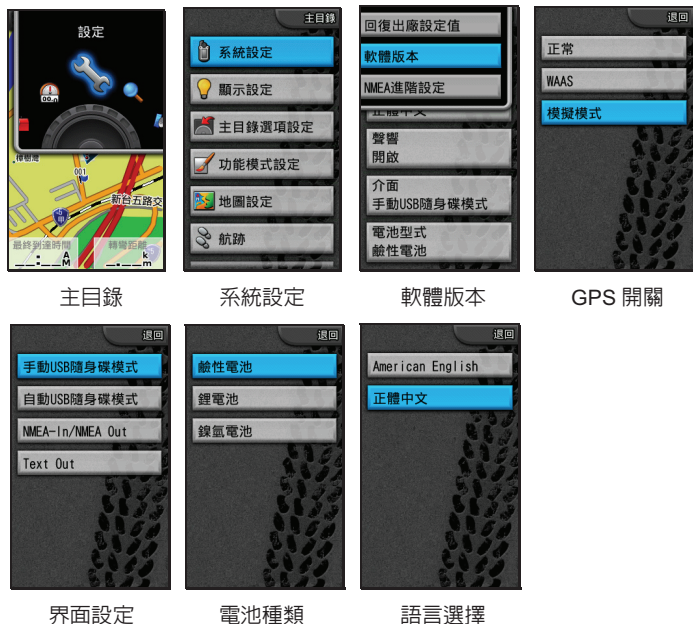 設定
00.n
樟樹灣
001
新台五路交
最終到達時間
轉彎距離
__:__AM
__.__km
主目錄
主目錄
系統設定
顯示設定
主目錄選項設定
功能模式設定
地圖設定
航跡
系統設定
回復出廠設定值
軟體版本
NMEA進階設定
正體中文
聲響
開啟
介面
手動USB隨身碟模式
電池型式
鹼性電池
軟體版本
退回
正常
WAAS
模擬模式
GPS 開關
退回
手動USB隨身碟模式
自動USB隨身碟模式
NMEA-In/NMEA Out
Text Out
界面設定
退回
鹼性電池
鋰電池
鎳氫電池
電池種類
退回
American English
正體中文
語言選擇